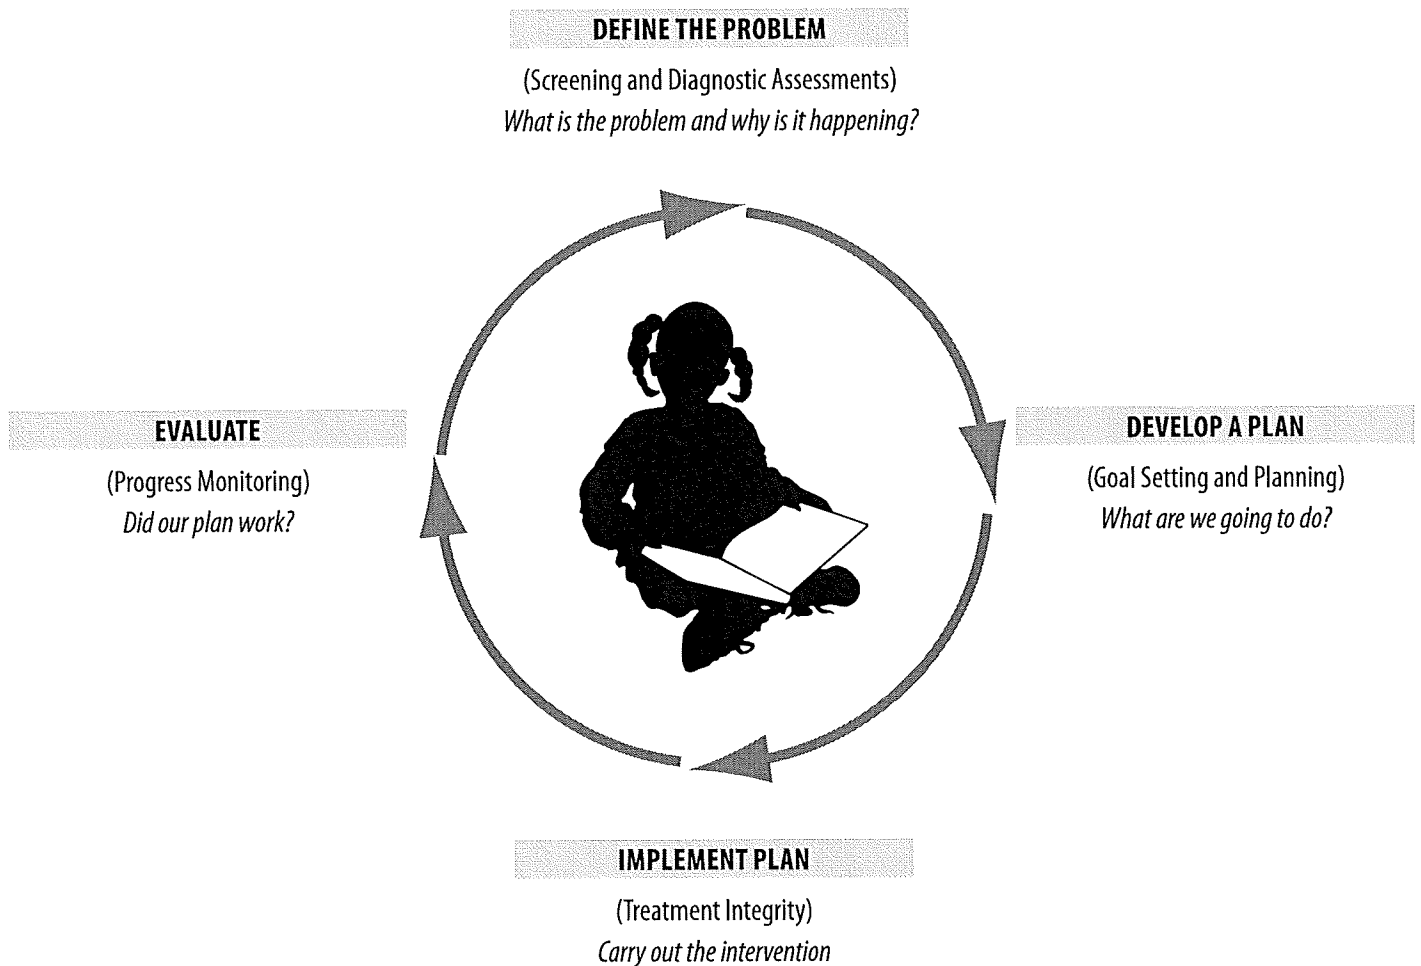 DEFINE THE PROBLEM
(Screening and Diagnostic Assessments)
What is the problem and why is it happening?
DEVELOP A PLAN
(Goal Setting and Planning)
What are we going to do?
IMPLEMENT PLAN
(Treatment Integrity)
Carry out the intervention
EVALUATE
(Progress Monitoring)
Did our plan work?